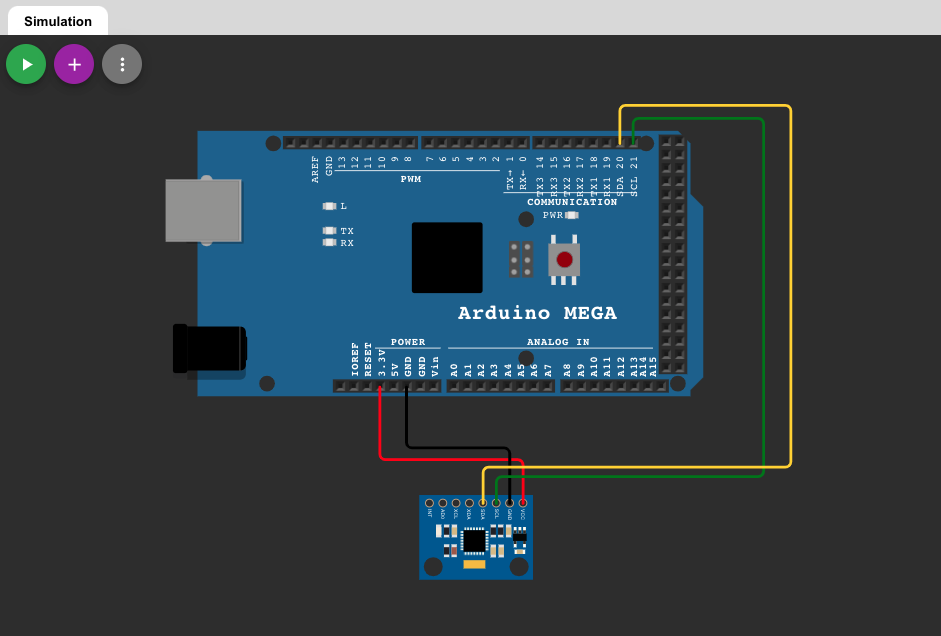 Simulation
AREF
GND
13
12
11
10
9
8
7
6
5
4
3
2
TX→ 1
RX← 0
TX3 14
RX3 15
TX2 16
RX2 17
TX1 18
RX1 19
SDA 20
SCL 21
PWM
COMMUNICATION
L
PWR
TX
RX
Arduino MEGA
POWER
ANALOG IN
IOREF
RESET
3.3V
5V
GND
GND
Vin
A0
A1
A2
A3
A4
A5
A6
A7
A8
A9
A10
A11
A12
A13
A14
A15
INT
AD0
XCL
XDA
SDA
SCL
GND
VCC